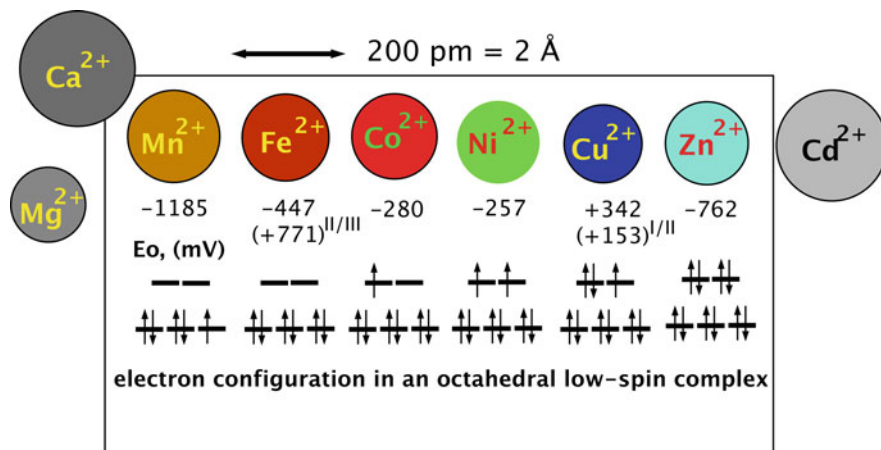 200 pm = 2 Å
Ca2+
Mn2+ Fe2+ Co2+ Ni2+ Cu2+ Zn2+ Cd2+
Mg2+
-1185 -447 -280 -257 +342 -762
(+771)II/III (+153)I/II
Eo, (mV)
electron configuration in an octahedral low-spin complex